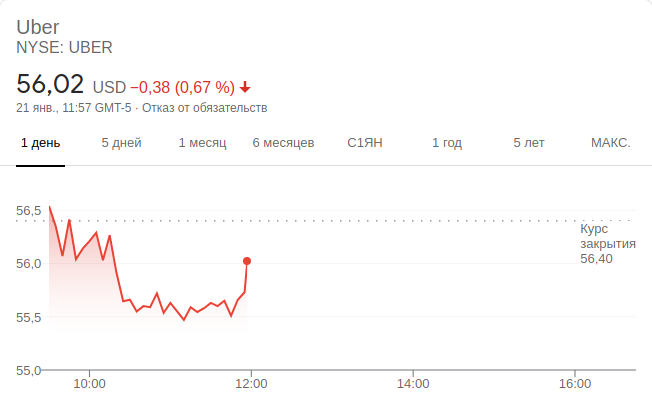 Uber
NYSE: UBER
56,02 USD −0,38 (0,67 %)
21 янв., 11:57 GMT-5 · Отказ от обязательств
1 день 5 дней 1 месяц 6 месяцев С1ЯН 1 год 5 лет МАКС.
56,5
Курс
закрытия
56,40
56,0
55,5
55,0
10:00 12:00 14:00 16:00